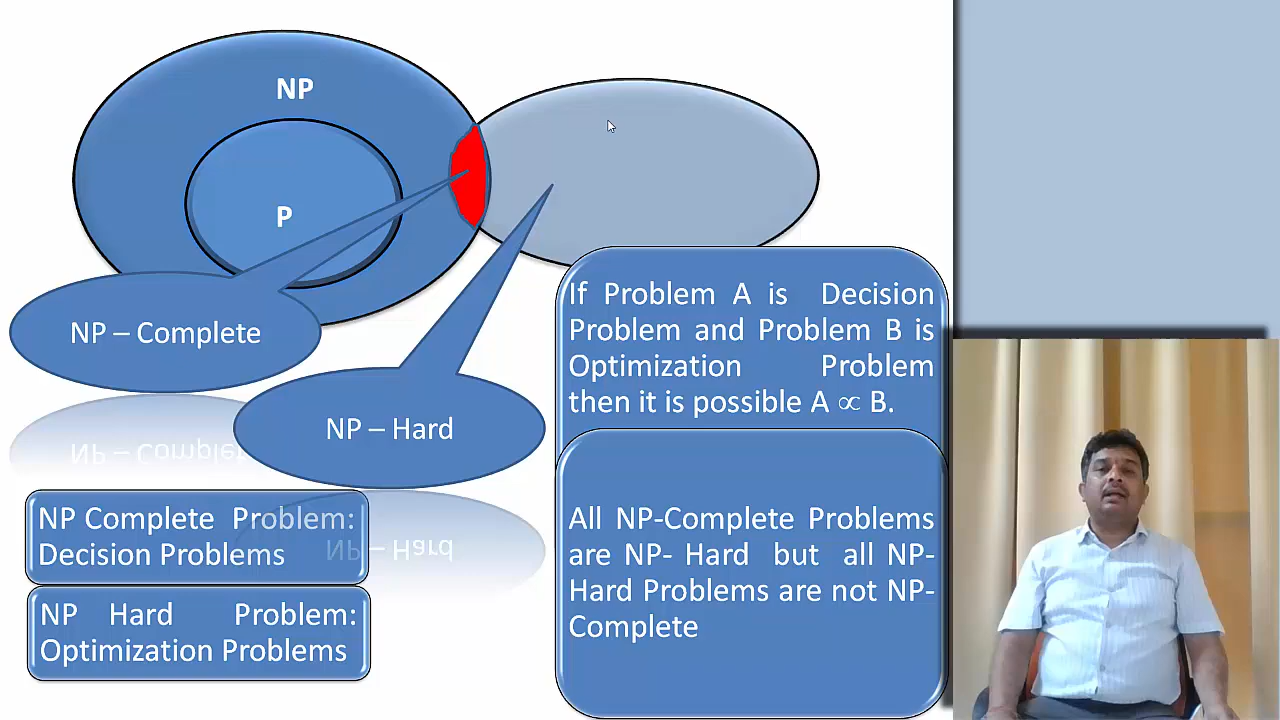 NP
P
NP – Complete
NP – Hard
If Problem A is Decision
Problem and Problem B is
Optimization Problem
then it is possible A ∝ B.
All NP-Complete Problems
are NP- Hard but all NP-
Hard Problems are not NP-
Complete
NP Complete Problem:
Decision Problems
NP Hard Problem:
Optimization Problems